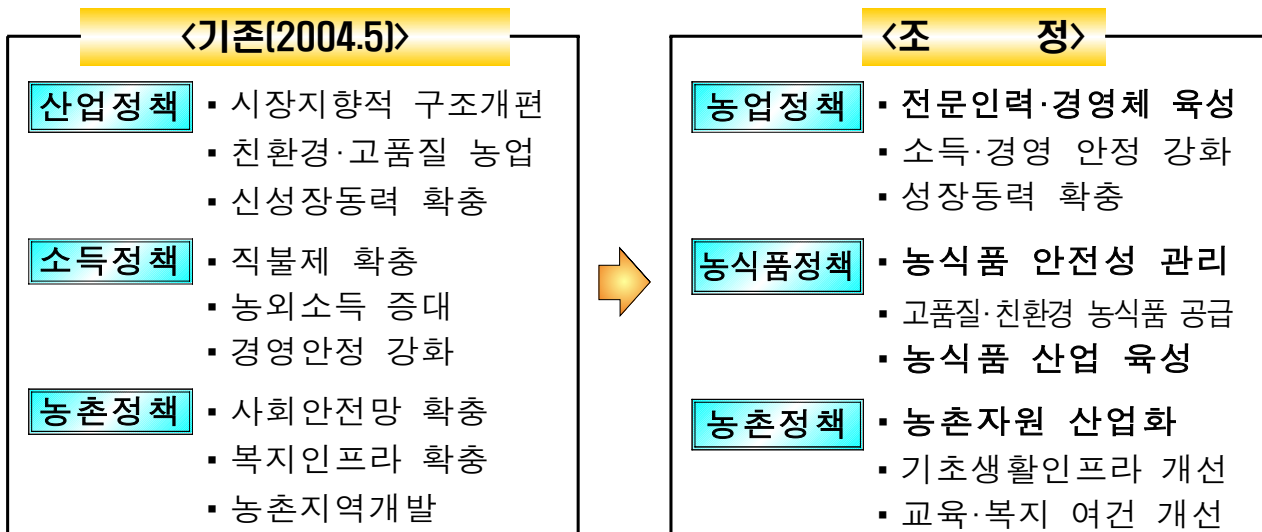 <기존(2004.5)>
산업정책 ▪ 시장지향적 구조개편
▪ 친환경·고품질 농업
▪ 신성장동력 확충
소득정책 ▪ 직불제 확충
▪ 농외소득 증대
▪ 경영안정 강화
농촌정책 ▪ 사회안전망 확충
▪ 복지인프라 확충
▪ 농촌지역개발
<조 정>
농업정책 ▪ 전문인력·경영체 육성
▪ 소득·경영 안정 강화
▪ 성장동력 확충
농식품정책 ▪ 농식품 안전성 관리
▪ 고품질·친환경 농식품 공급
▪ 농식품 산업 육성
농촌정책 ▪ 농촌자원 산업화
▪ 기초생활인프라 개선
▪ 교육·복지 여건 개선